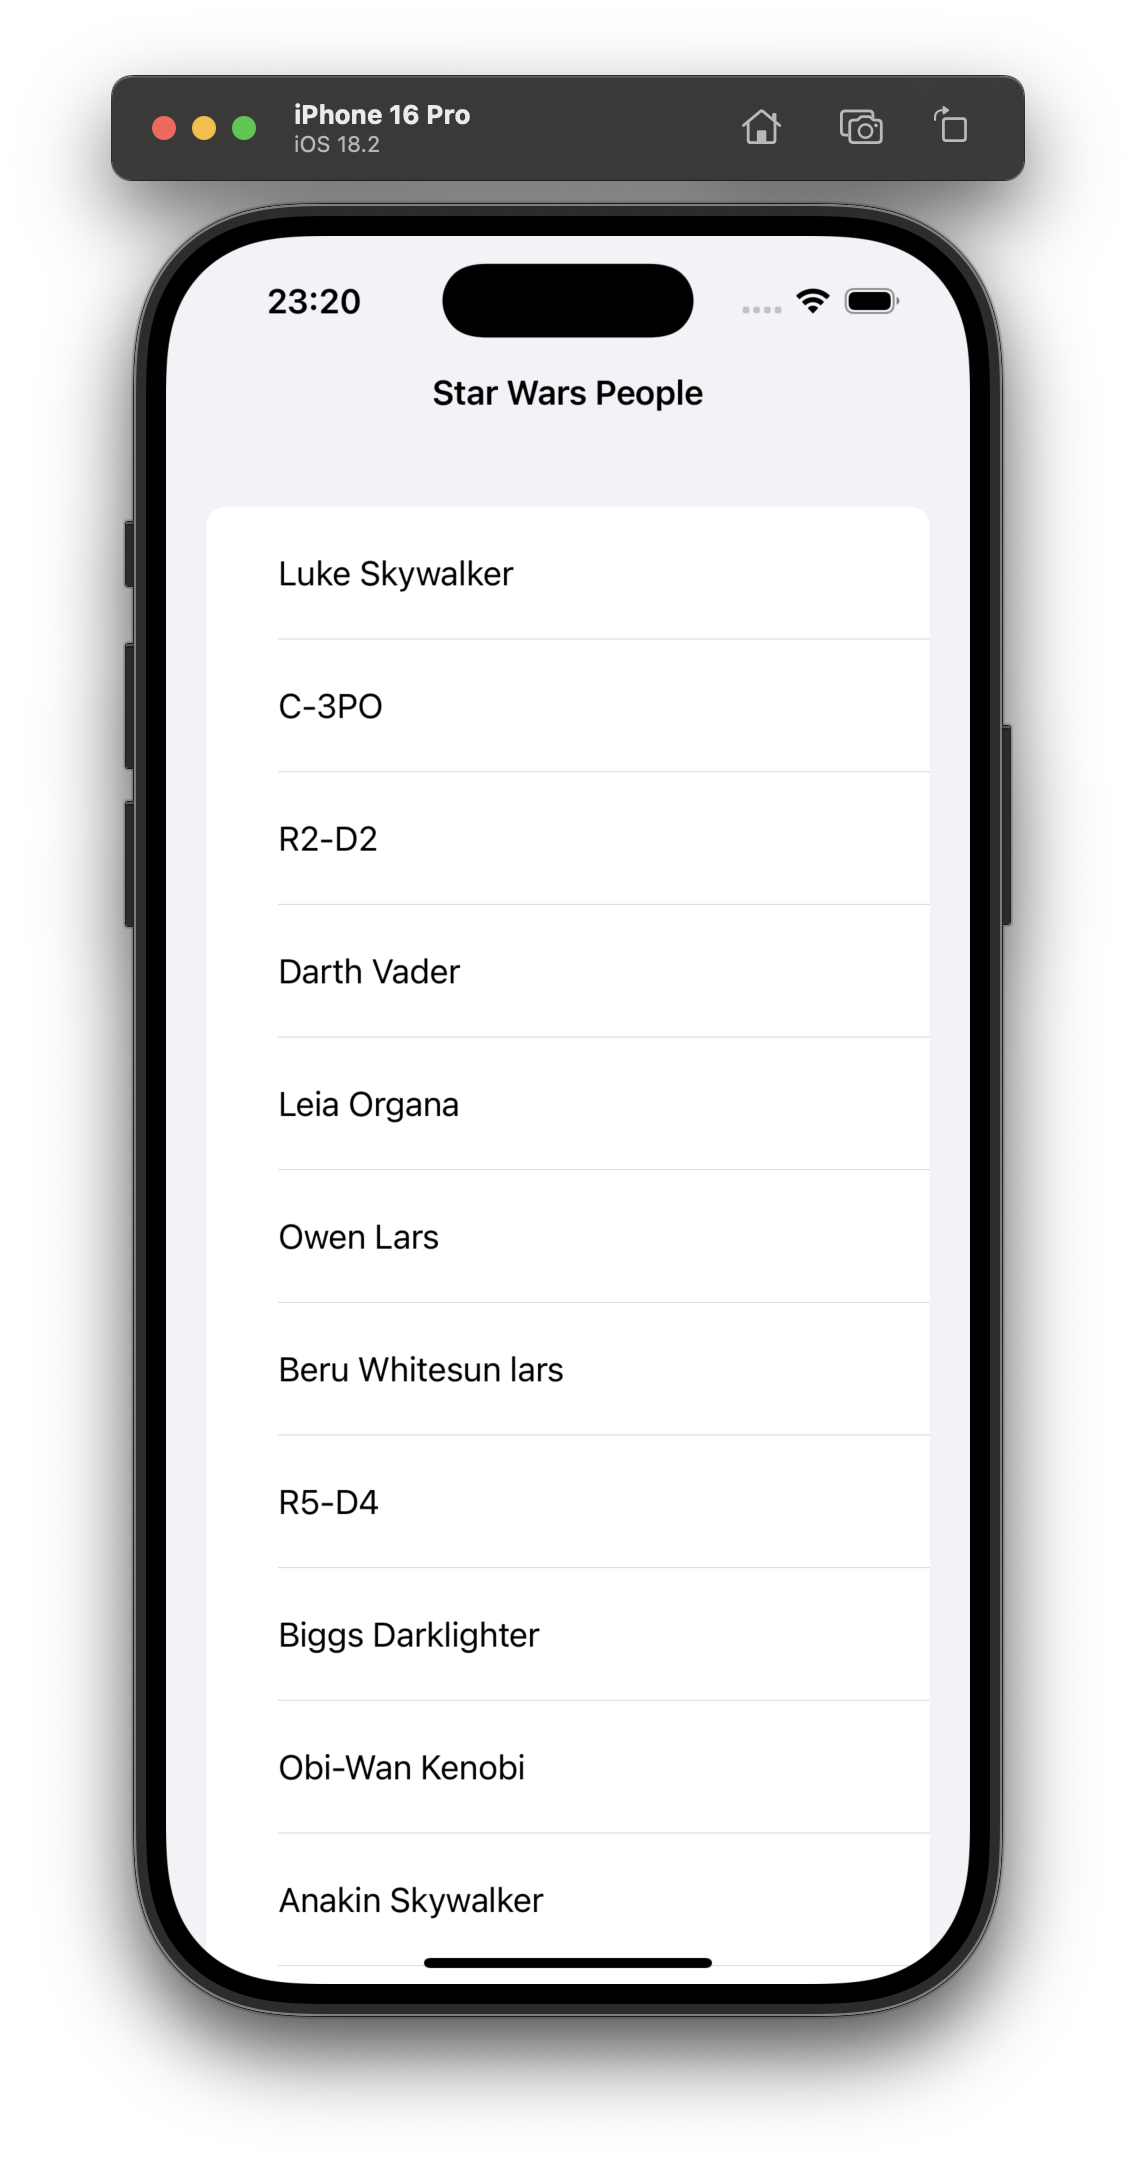 iPhone 16 Pro
iOS 18.2
23:20
Star Wars People
Luke Skywalker
C-3PO
R2-D2
Darth Vader
Leia Organa
Owen Lars
Beru Whitesun lars
R5-D4
Biggs Darklighter
Obi-Wan Kenobi
Anakin Skywalker